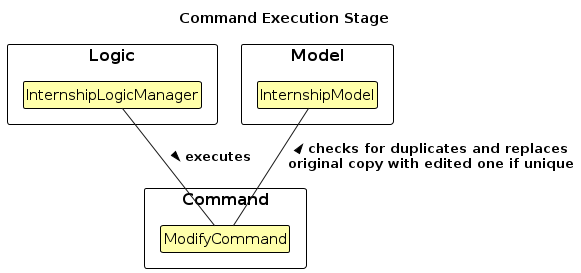 Command Execution Stage
Logic
Model
InternshipLogicManager
InternshipModel
executes
checks for duplicates and replaces
original copy with edited one if unique
Command
ModifyCommand